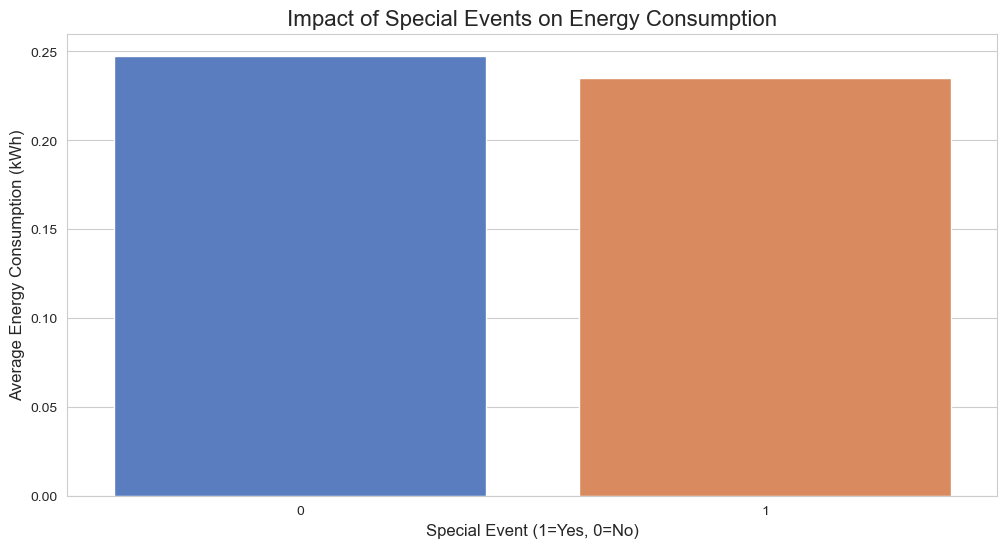 Impact of Special Events on Energy Consumption
Average Energy Consumption (kWh)
0.25
0.20
0.15
0.10
0.05
0.00
0 1
Special Event (1=Yes, 0=No)